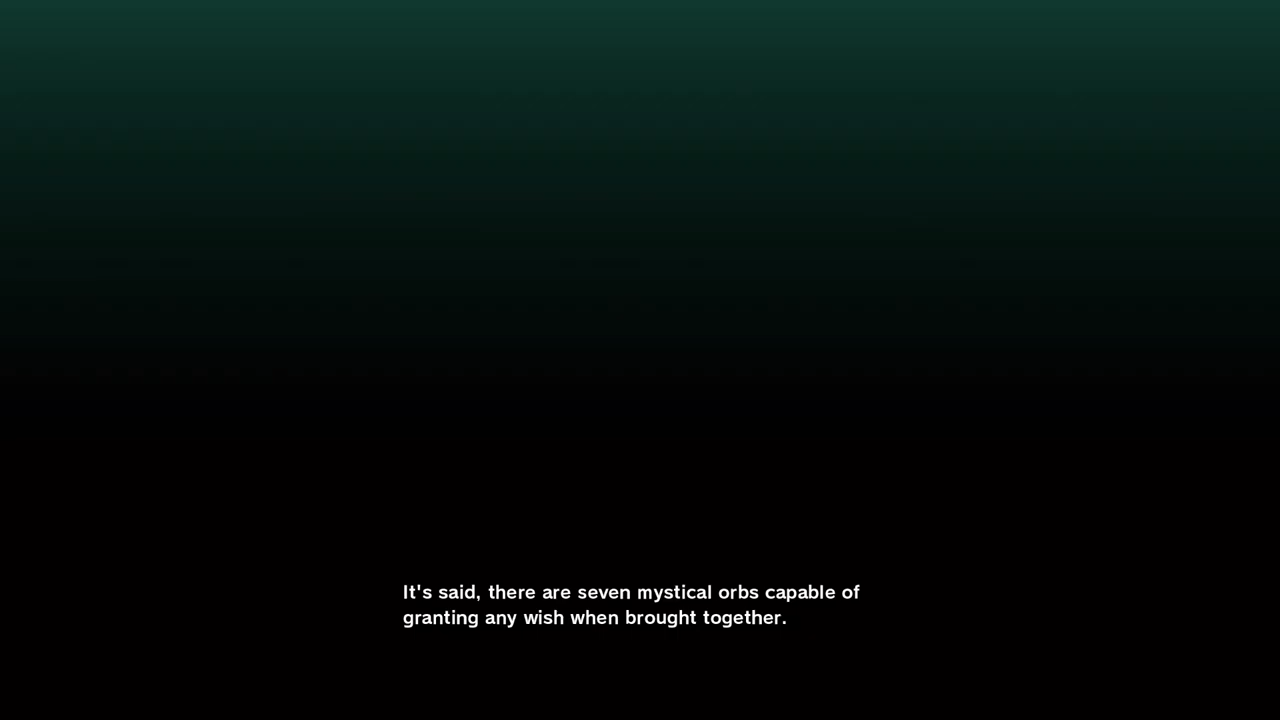 It's said, there are seven mystical orbs capable of
granting any wish when brought together.